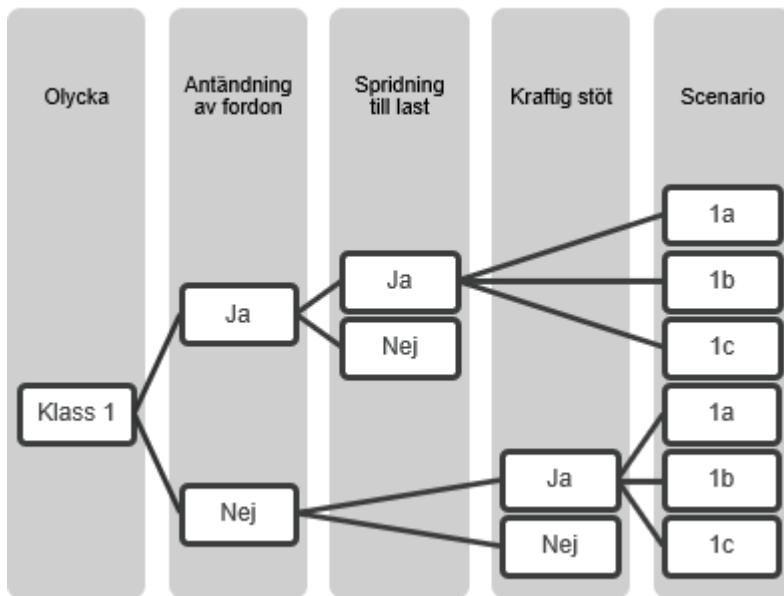 Olycka
Antändning
av fordon
Spridning
till last
Kraftig stöt
Scenario
1a
Ja
1b
Ja
Nej
1c
Klass 1
1a
Ja
1b
Nej
Nej
1c